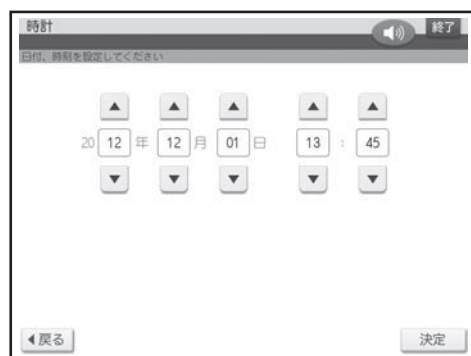 時計 終了
日付、時刻を設定してください
20 12 年 12 月 01 日 13 : 45
戻る 決定